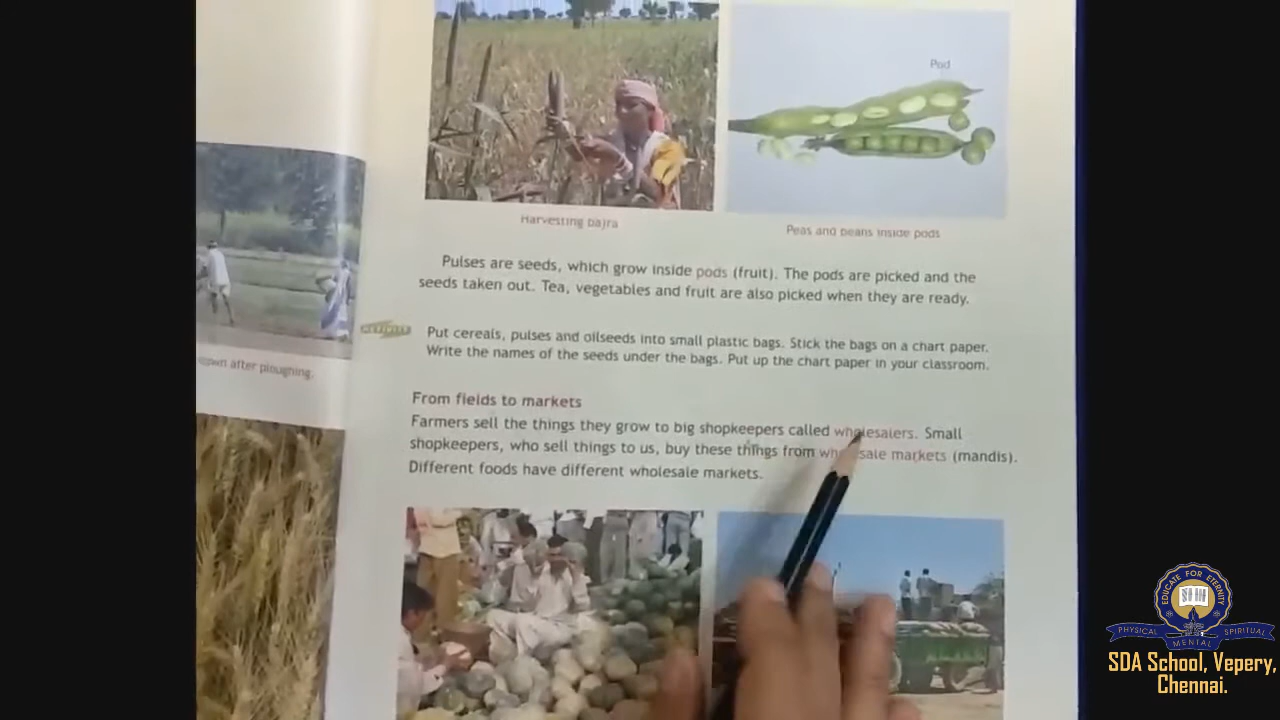 Pod
Harvesting bajra
Peas and beans inside pods
Pulses are seeds, which grow inside pods (fruit). The pods are picked and the
seeds taken out. Tea, vegetables and fruit are also picked when they are ready.
Put cereals, pulses and oilseeds into small plastic bags. Stick the bags on a chart paper.
Write the names of the seeds under the bags. Put up the chart paper in your classroom.
sown after ploughing.
From fields to markets
Farmers sell the things they grow to big shopkeepers called wholesalers. Small
shopkeepers, who sell things to us, buy these things from wholesale markets (mandis).
Different foods have different wholesale markets.
EDUCATE FOR ETERNITY
PHYSICAL
MENTAL
SPIRITUAL
SDA School, Vepery,
Chennai.